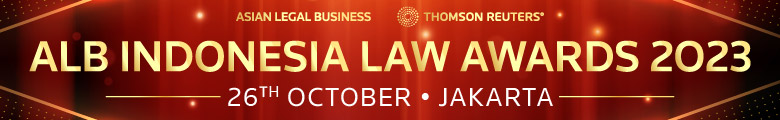 ASIAN LEGAL BUSINESS THOMSON REUTERS®
ALB INDONESIA LAW AWARDS 2023
26TH OCTOBER • JAKARTA